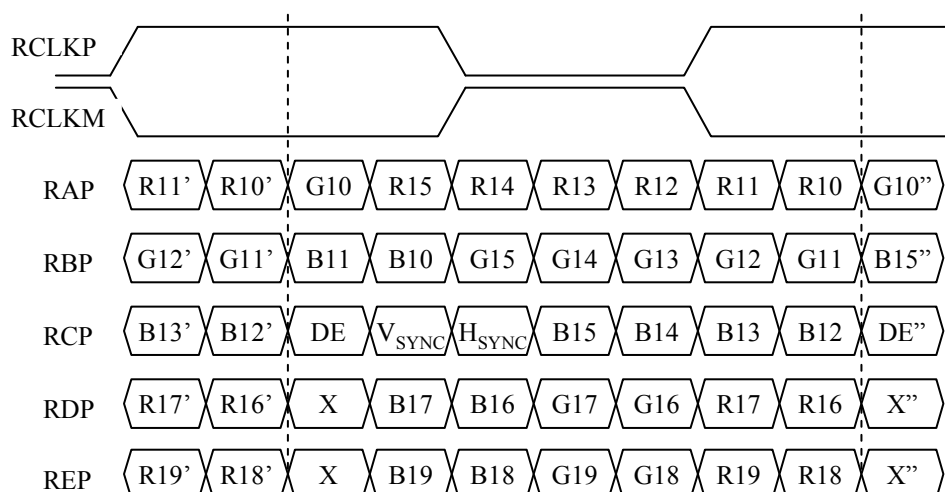 RCLKP
RCLKM
RAP R11’ R10’ G10 R15 R14 R13 R12 R11 R10 G10”
RBP G12’ G11’ B11 B10 G15 G14 G13 G12 G11 B15”
RCP B13’ B12’ DE VSYNC HSYNC B15 B14 B13 B12 DE”
RDP R17’ R16’ X B17 B16 G17 G16 R17 R16 X”
REP R19’ R18’ X B19 B18 G19 G18 R19 R18 X”